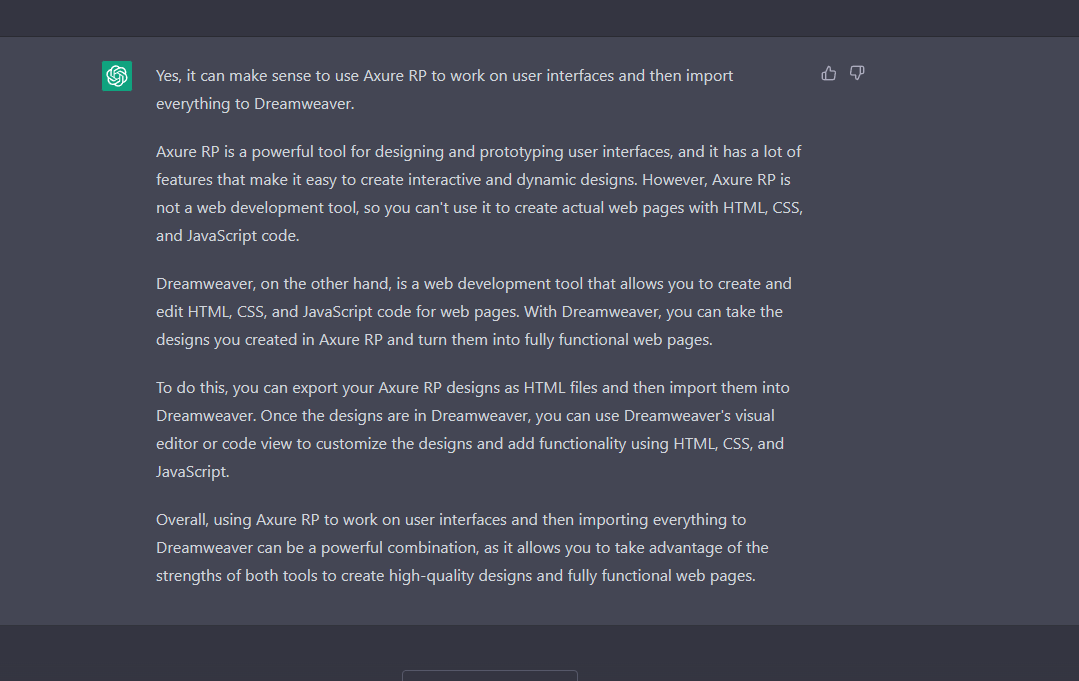 Yes, it can make sense to use Axure RP to work on user interfaces and then import
everything to Dreamweaver.
Axure RP is a powerful tool for designing and prototyping user interfaces, and it has a lot of
features that make it easy to create interactive and dynamic designs. However, Axure RP is
not a web development tool, so you can't use it to create actual web pages with HTML, CSS,
and JavaScript code.
Dreamweaver, on the other hand, is a web development tool that allows you to create and
edit HTML, CSS, and JavaScript code for web pages. With Dreamweaver, you can take the
designs you created in Axure RP and turn them into fully functional web pages.
To do this, you can export your Axure RP designs as HTML files and then import them into
Dreamweaver. Once the designs are in Dreamweaver, you can use Dreamweaver's visual
editor or code view to customize the designs and add functionality using HTML, CSS, and
JavaScript.
Overall, using Axure RP to work on user interfaces and then importing everything to
Dreamweaver can be a powerful combination, as it allows you to take advantage of the
strengths of both tools to create high-quality designs and fully functional web pages.